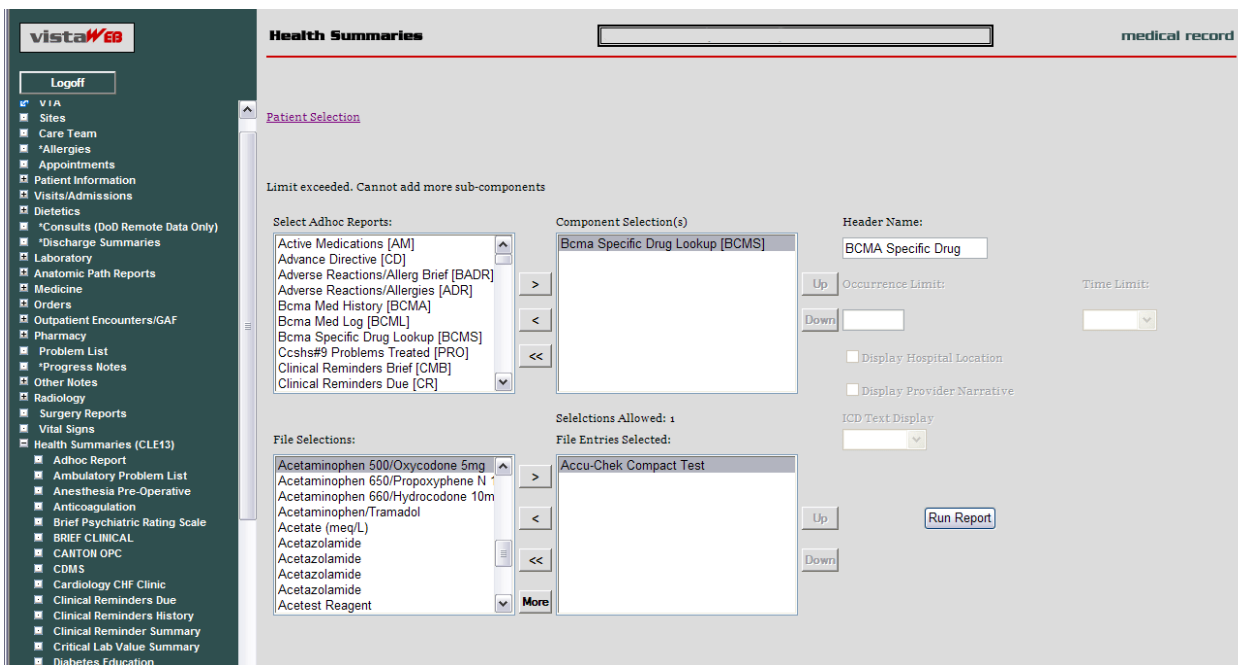 vistaWEB
Health Summaries
medical record
Logoff
VIA
Sites
Care Team
*Allergies
Appointments
Patient Information
Visits/Admissions
Dietetics
*Consults (DoD Remote Data Only)
*Discharge Summaries
Laboratory
Anatomic Path Reports
Medicine
Orders
Outpatient Encounters/GAF
Pharmacy
Problem List
*Progress Notes
Other Notes
Radiology
Surgery Reports
Vital Signs
Health Summaries (CLE13)
Adhoc Report
Ambulatory Problem List
Anesthesia Pre-Operative
Anticoagulation
Brief Psychiatric Rating Scale
BRIEF CLINICAL
CANTON OPC
CDMS
Cardiology CHF Clinic
Clinical Reminders Due
Clinical Reminders History
Clinical Reminder Summary
Critical Lab Value Summary
Diabetes Education
Patient Selection
Limit exceeded. Cannot add more sub-components
Select Adhoc Reports:
Active Medications [AM]
Advance Directive [CD]
Adverse Reactions/Allerg Brief [BADR]
Adverse Reactions/Allergies [ADR]
Bcma Med History [BCMA]
Bcma Med Log [BCML]
Bcma Specific Drug Lookup [BCMS]
Ccshs#9 Problems Treated [PRO]
Clinical Reminders Brief [CMB]
Clinical Reminders Due [CR]
>
<
<<
Component Selection(s)
Bcma Specific Drug Lookup [BCMS]
Up
Down
Header Name:
BCMA Specific Drug
Occurrence Limit:
Time Limit:
Display Hospital Location
Display Provider Narrative
ICD Text Display
File Selections:
Acetaminophen 500/Oxycodone 5mg
Acetaminophen 650/Propoxyphene N 1
Acetaminophen 660/Hydrocodone 10m
Acetaminophen/Tramadol
Acetate (meq/L)
Acetazolamide
Acetazolamide
Acetazolamide
Acetazolamide
Acetest Reagent
>
<
<<
More
Selelctions Allowed: 1
File Entries Selected:
Accu-Chek Compact Test
Up
Down
Run Report